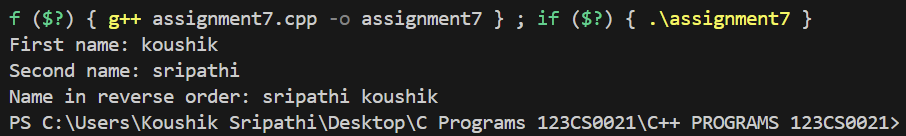 f ($?) { g++ assignment7.cpp -o assignment7 } ; if ($?) { .\assignment7 }
First name: koushik
Second name: sripathi
Name in reverse order: sripathi koushik
PS C:\Users\Koushik Sripathi\Desktop\C Programs 123CS0021\C++ PROGRAMS 123CS0021>